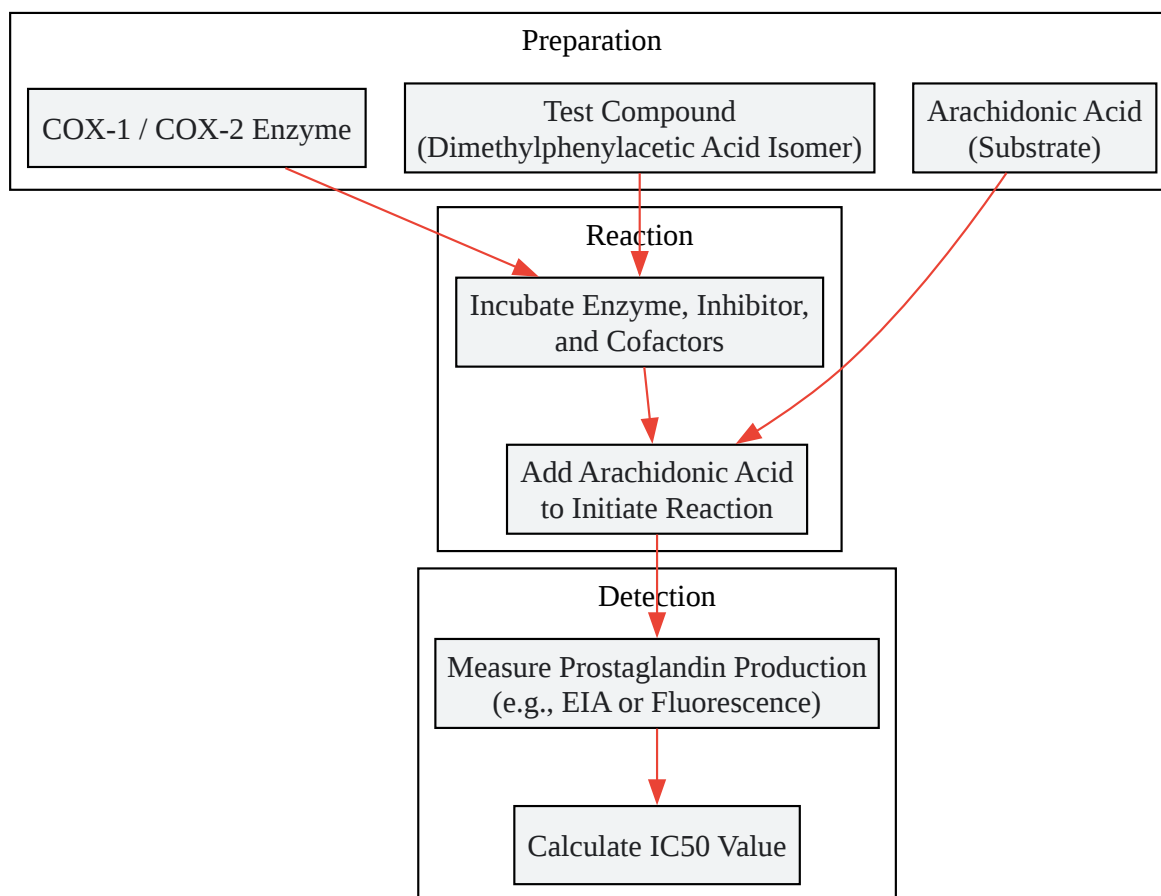 Preparation
COX-1 / COX-2 Enzyme
Test Compound
(Dimethylphenylacetic Acid Isomer)
Arachidonic Acid
(Substrate)
Reaction
Incubate Enzyme, Inhibitor,
and Cofactors
Add Arachidonic Acid
to Initiate Reaction
Detection
Measure Prostaglandin Production
(e.g., EIA or Fluorescence)
Calculate IC50 Value